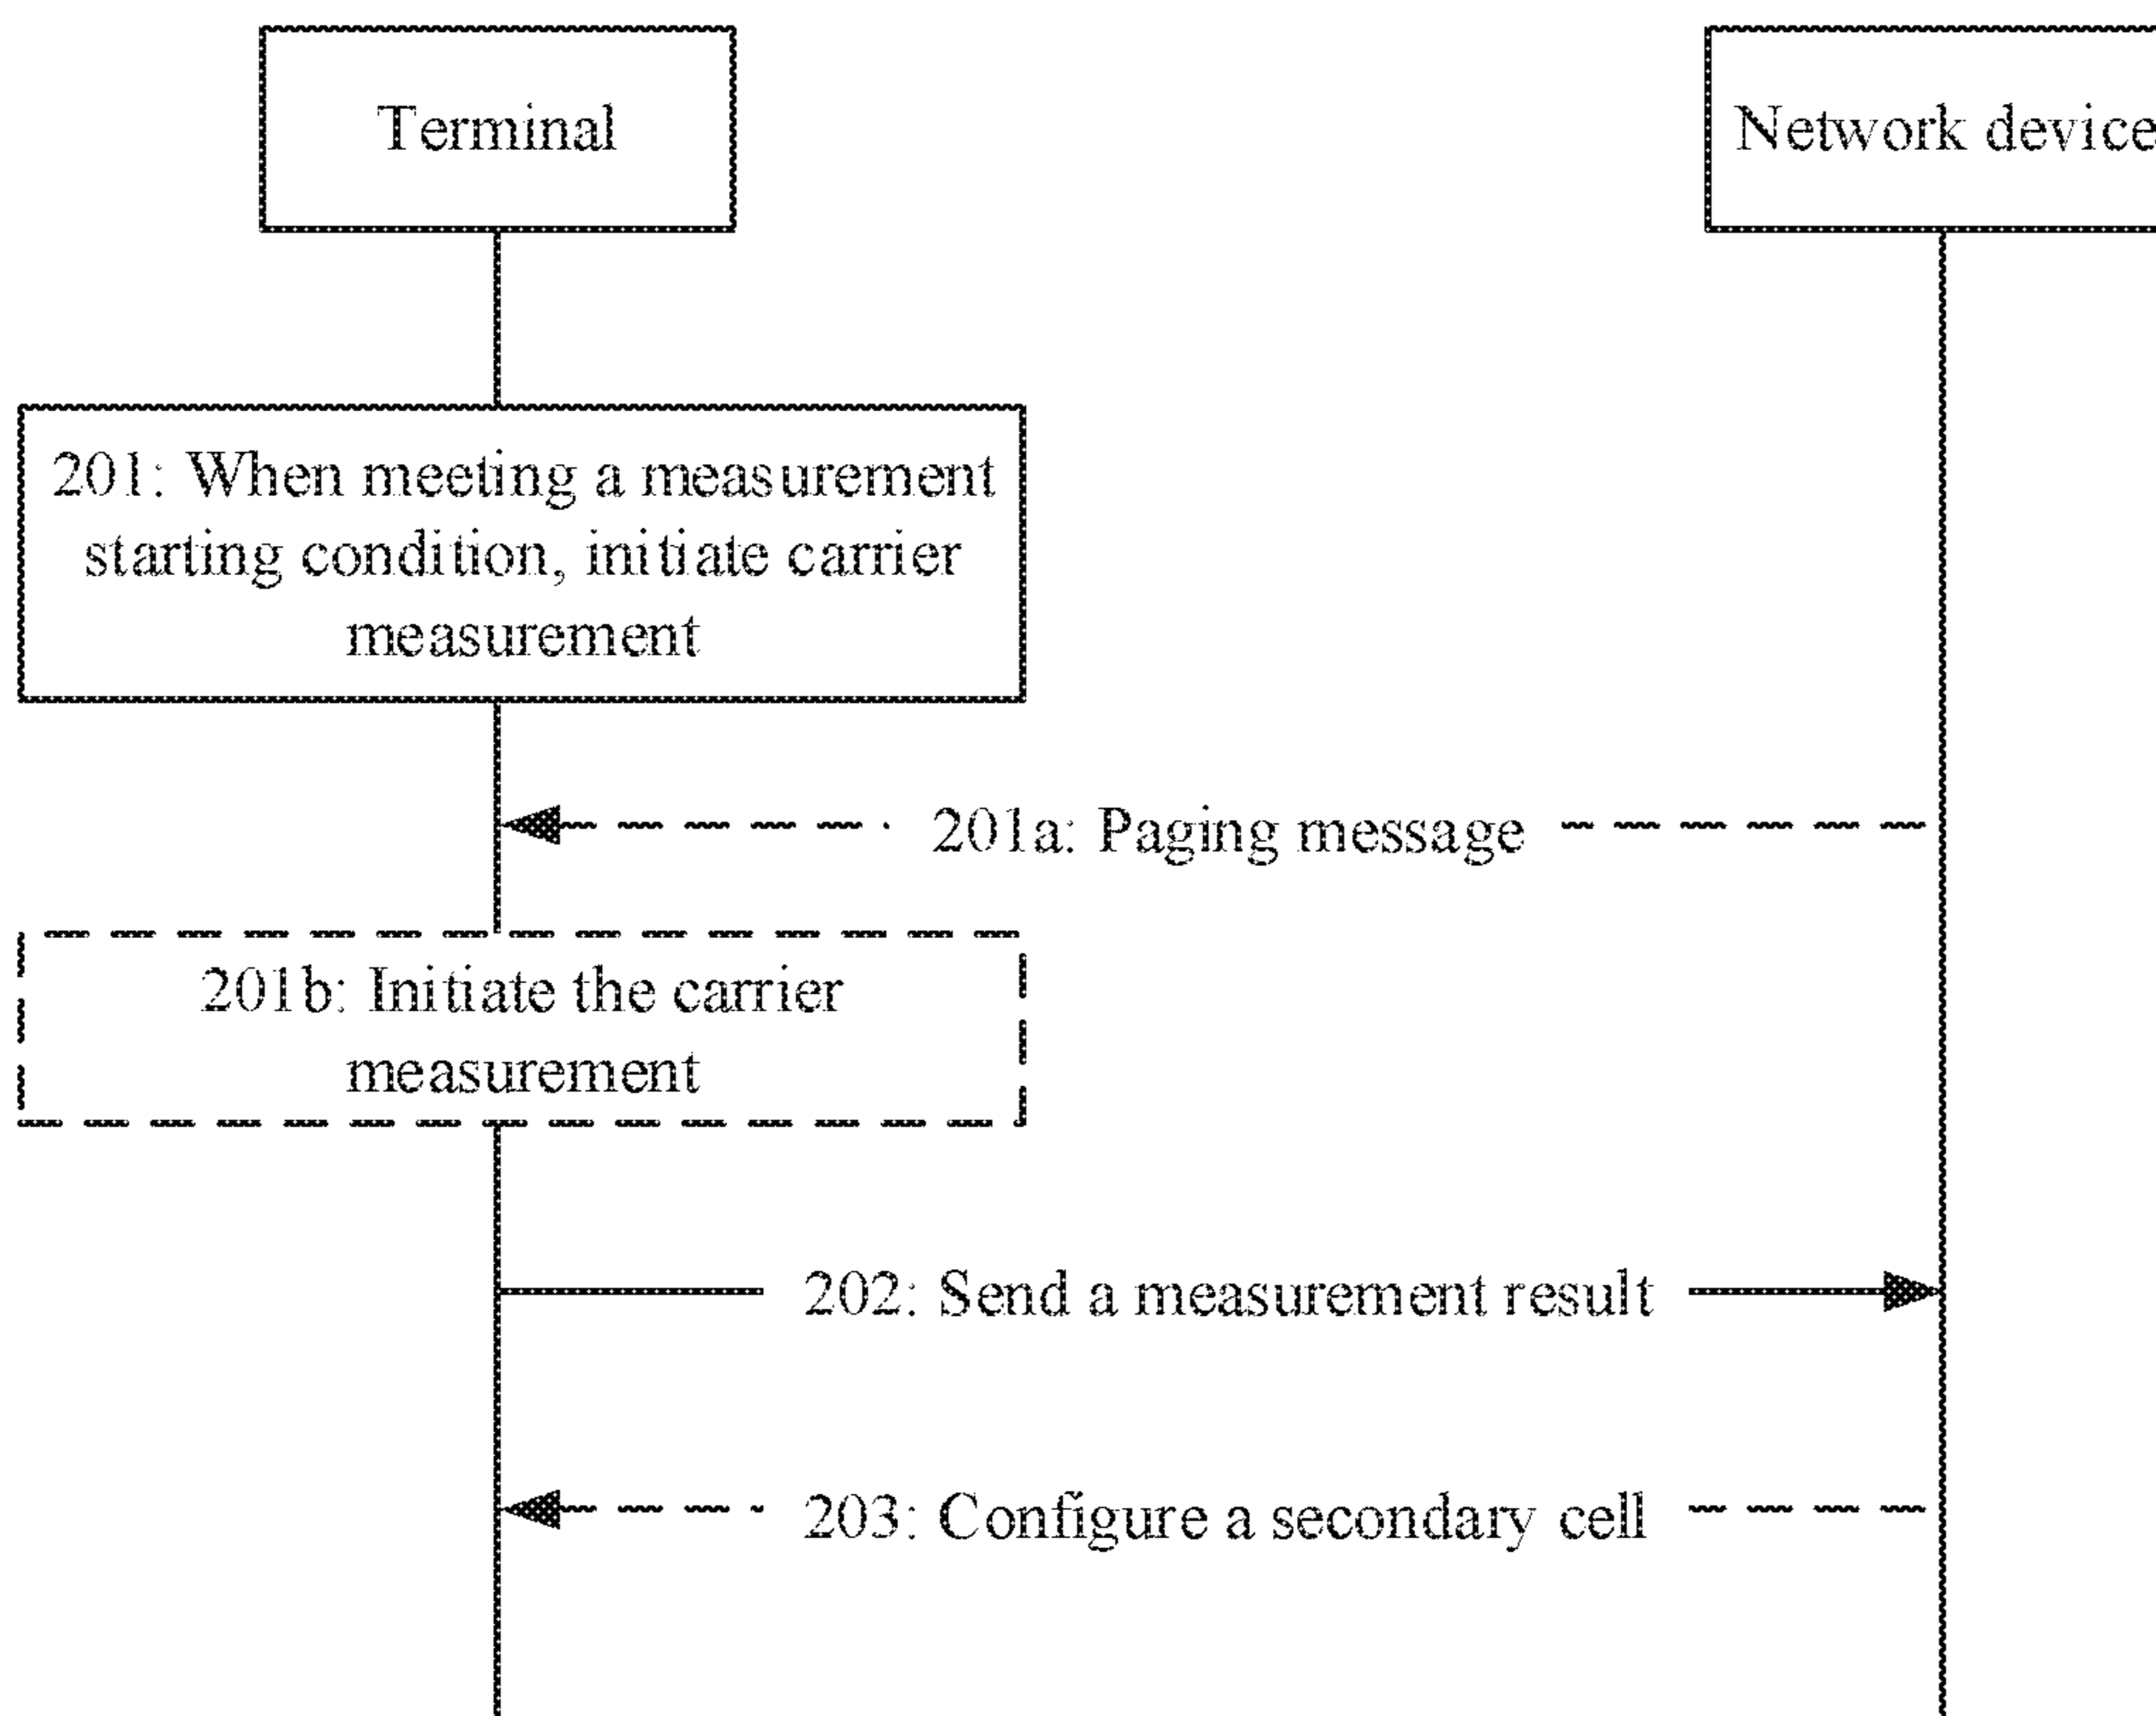 Terminal
Network device
201: When meeting a measurement
starting condition, initiate carrier
measurement
201a: Paging message
201b: Initiate the carrier
measurement
202: Send a measurement result
203: Configure a secondary cell